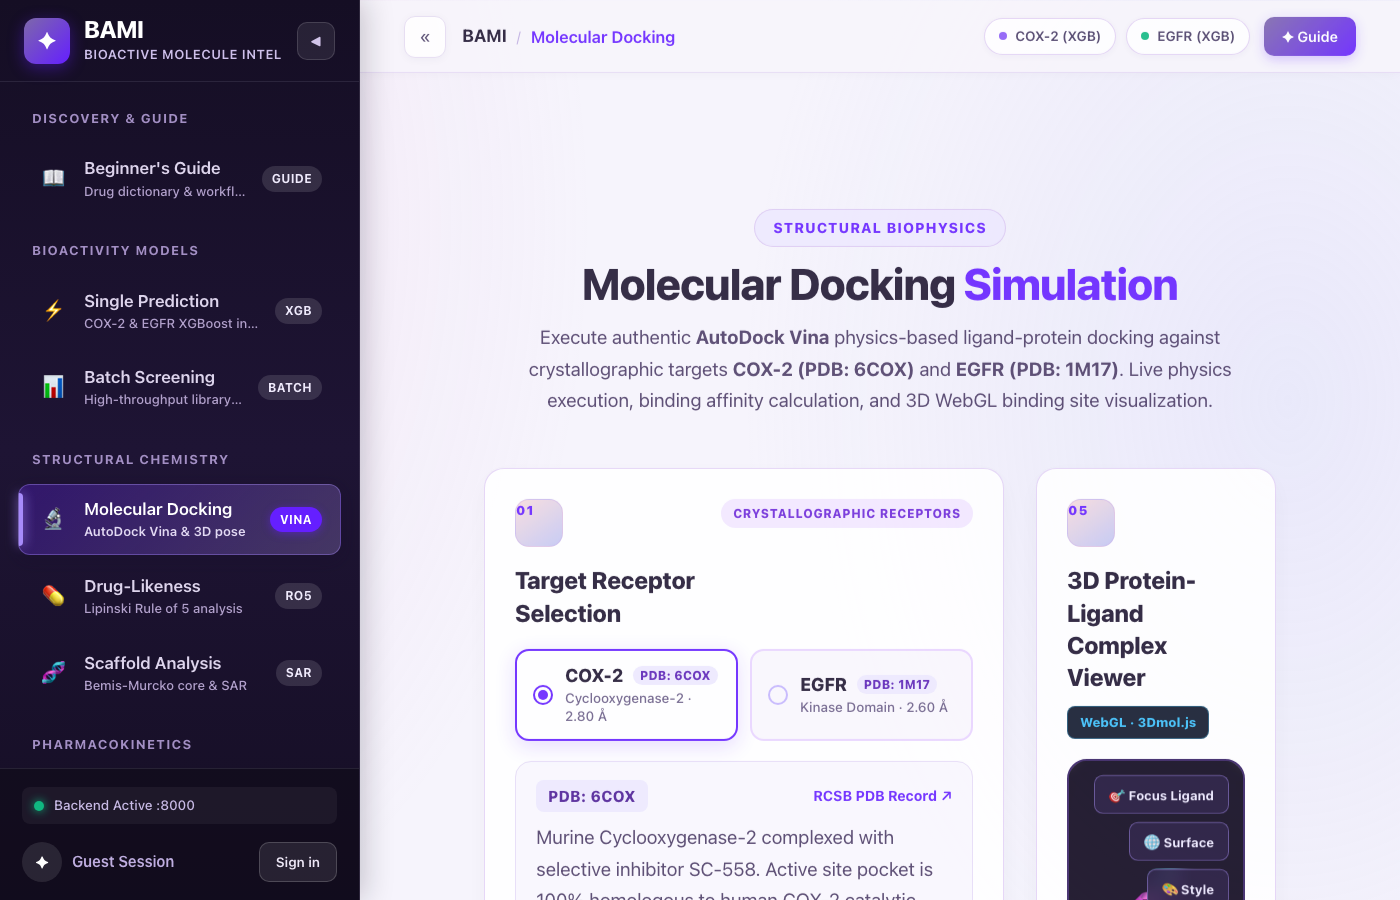 BAMI
BIOACTIVE MOLECULE INTEL
DISCOVERY & GUIDE
Beginner's Guide
Drug dictionary & workfl...
GUIDE
BIOACTIVITY MODELS
Single Prediction
COX-2 & EGFR XGBoost in...
XGB
Batch Screening
High-throughput library...
BATCH
STRUCTURAL CHEMISTRY
Molecular Docking
AutoDock Vina & 3D pose
VINA
Drug-Likeness
Lipinski Rule of 5 analysis
RO5
Scaffold Analysis
Bemis-Murcko core & SAR
SAR
PHARMACOKINETICS
Backend Active :8000
Guest Session
Sign in
« BAMI / Molecular Docking
COX-2 (XGB)
EGFR (XGB)
✦ Guide
STRUCTURAL BIOPHYSICS
Molecular Docking Simulation
Execute authentic AutoDock Vina physics-based ligand-protein docking against
crystallographic targets COX-2 (PDB: 6COX) and EGFR (PDB: 1M17). Live physics
execution, binding affinity calculation, and 3D WebGL binding site visualization.
01
CRYSTALLOGRAPHIC RECEPTORS
Target Receptor
Selection
COX-2 PDB: 6COX
Cyclooxygenase-2 ·
2.80 Å
EGFR PDB: 1M17
Kinase Domain · 2.60 Å
PDB: 6COX
RCSB PDB Record ↗
Murine Cyclooxygenase-2 complexed with
selective inhibitor SC-558. Active site pocket is
100% homologous to human COX-2 catalytic
05
3D Protein-
Ligand
Complex
Viewer
WebGL · 3Dmol.js
🎯 Focus Ligand
🌐 Surface
🎨 Style